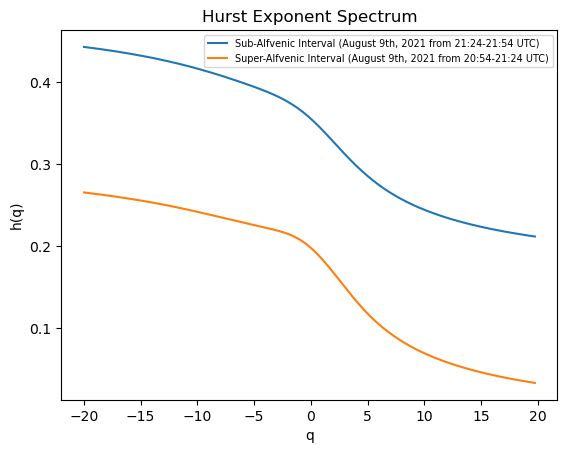 Hurst Exponent Spectrum
Sub-Alfvenic Interval (August 9th, 2021 from 21:24-21:54 UTC)
Super-Alfvenic Interval (August 9th, 2021 from 20:54-21:24 UTC)
0.4
0.3
0.2
0.1
h(q)
−20 −15 −10 −5 0 5 10 15 20
q